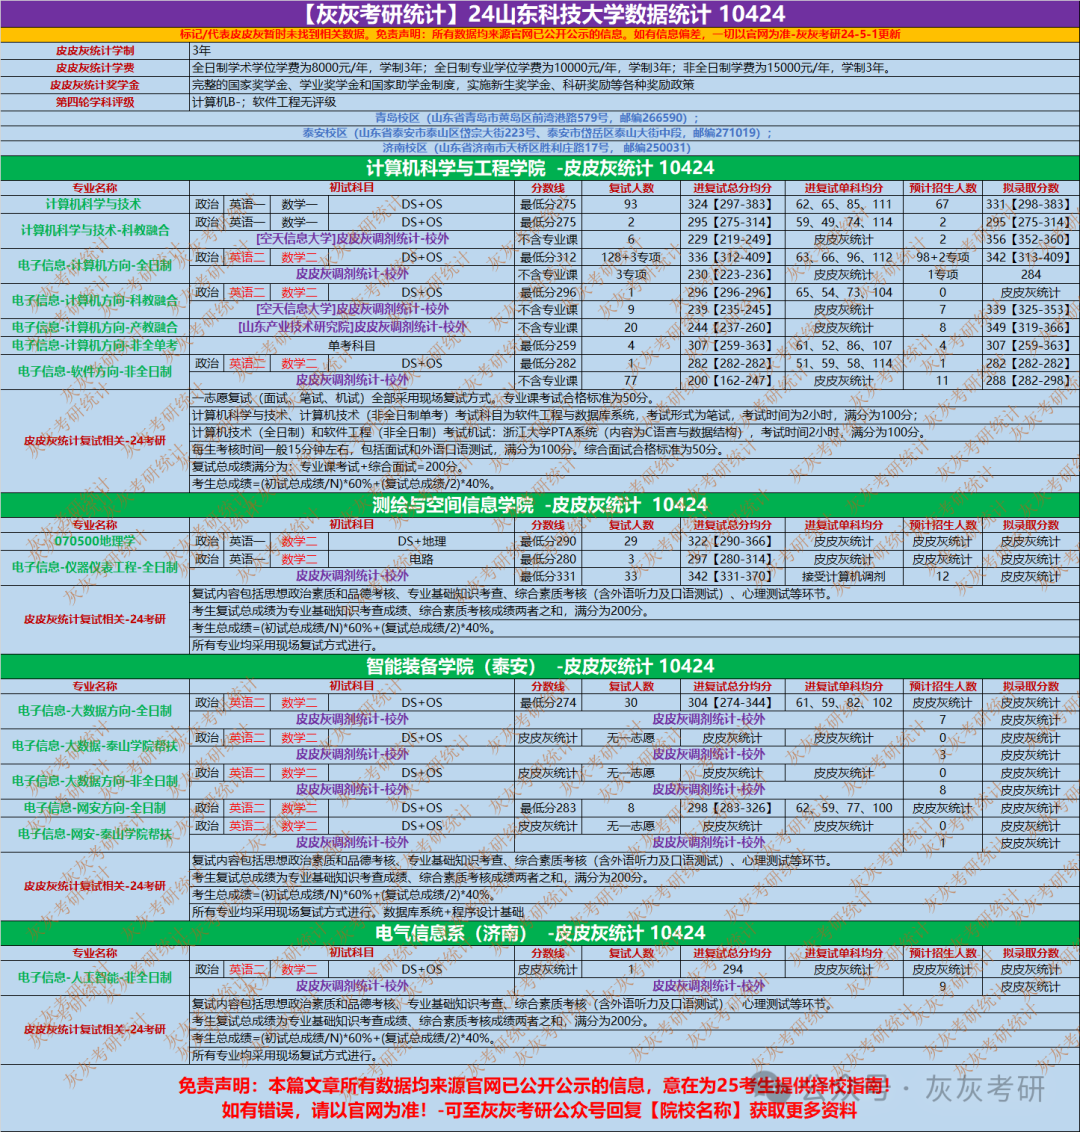 【灰灰考研统计】24山东科技大学数据统计 10424
标记/代表皮皮灰暂时未找到相关数据。免责声明：所有数据均来源官网已公开公示的信息。如有信息偏差，一切以官网为准-灰灰考研24-5-1更新
皮皮灰统计学制 3年
皮皮灰统计学费 全日制学术学位学费为8000元/年，学制3年；全日制专业学位学费为10000元/年，学制3年；非全日制学费为15000元/年，学制3年。
皮皮灰统计奖学金 完整的国家奖学金、学业奖学金和国家助学金制度，实施新生奖学金、科研奖励等各种奖励政策
第四轮学科评级 计算机B-；软件工程无评级
青岛校区（山东省青岛市黄岛区前湾港路579号，邮编266590）；
泰安校区（山东省泰安市泰山区岱宗大街223号、泰安市岱岳区泰山大街中段，邮编271019）；
济南校区（山东省济南市天桥区胜利庄路17号， 邮编250031)
计算机科学与工程学院 -皮皮灰统计 10424
专业名称 初试科目 分数线 复试人数 进复试总分均分 进复试单科均分 预计招生人数 拟录取分数
计算机科学与技术 政治 英语一 数学一 DS+OS 最低分275 93 324【297-383】 62、65、85、111 67 331【298-383】
计算机科学与技术-科教融合 政治 英语一 数学一 DS+OS 最低分275 2 295【275-314】 59、49、74、114 2 295【275-314】
[空天信息大学]皮皮灰调剂统计-校外 不含专业课 6 229【219-249】 皮皮灰统计 2 356【352-360】
电子信息-计算机方向-全日制 政治 英语二 数学二 DS+OS 最低分312 128+3专项 336【312-409】 63、66、96、112 98+2专项 342【313-409】
皮皮灰调剂统计-校外 不含专业课 3专项 230【223-236】 皮皮灰统计 1专项 284
电子信息-计算机方向-科教融合 政治 英语二 数学二 DS+OS 最低分296 1 296【296-296】 65、54、73、104 0 皮皮灰统计
[空天信息大学]皮皮灰调剂统计-校外 不含专业课 9 239【235-245】 皮皮灰统计 7 339【325-353】
电子信息-计算机方向-产教融合 [山东产业技术研究院]皮皮灰调剂统计-校外 不含专业课 20 244【237-260】 皮皮灰统计 8 349【319-366】
电子信息-计算机方向-非全单考 单考科目 最低分259 4 307【259-363】 61、52、86、107 4 307【259-363】
电子信息-软件方向-非全日制 政治 英语二 数学二 DS+OS 最低分282 1 282【282-282】 51、59、58、114 1 282【282-282】
皮皮灰调剂统计-校外 不含专业课 77 200【162-247】 皮皮灰统计 11 288【282-298】
皮皮灰统计复试相关-24考研
一志愿复试（面试、笔试、机试）全部采用现场复试方式。专业课考试合格标准为50分。
计算机科学与技术、计算机技术（非全日制单考）考试科目为软件工程与数据库系统，考试形式为笔试，考试时间为2小时，满分为100分；
计算机技术（全日制）和软件工程（非全日制）考试机试：浙江大学PTA系统（内容为C语言与数据结构），考试时间2小时，满分为100分。
每生考核时间一般15分钟左右，包括面试和外语口语测试，满分为100分。综合面试合格标准为50分。
复试总成绩满分为：专业课考试+综合面试=200分。
考生总成绩=(初试总成绩/N)*60%+(复试总成绩/2)*40%。
测绘与空间信息学院 -皮皮灰统计 10424
专业名称 初试科目 分数线 复试人数 进复试总分均分 进复试单科均分 预计招生人数 拟录取分数
070500地理学 政治 英语一 数学二 DS+地理 最低分290 29 322【290-366】 皮皮灰统计 皮皮灰统计 皮皮灰统计
电子信息-仪器仪表工程-全日制 政治 英语一 数学二 电路 最低分280 3 297【280-314】 皮皮灰统计 皮皮灰统计 皮皮灰统计
皮皮灰调剂统计-校外 最低分331 33 342【331-370】 接受计算机调剂 12 皮皮灰统计
皮皮灰统计复试相关-24考研
复试内容包括思想政治素质和品德考核、专业基础知识考查、综合素质考核（含外语听力及口语测试）、心理测试等环节。
考生复试总成绩为专业基础知识考查成绩、综合素质考核成绩两者之和，满分为200分。
考生总成绩=(初试总成绩/N)*60%+(复试总成绩/2)*40%。
所有专业均采用现场复试方式进行。
智能装备学院（泰安） -皮皮灰统计 10424
专业名称 初试科目 分数线 复试人数 进复试总分均分 进复试单科均分 预计招生人数 拟录取分数
电子信息-大数据方向-全日制 政治 英语二 数学二 DS+OS 最低分274 30 304【274-344】 61、59、82、102 皮皮灰统计 皮皮灰统计
皮皮灰调剂统计-校外 皮皮灰调剂统计-校外 7 皮皮灰统计
电子信息-大数据-泰山学院帮扶 政治 英语二 数学二 DS+OS 皮皮灰统计 无一志愿 皮皮灰统计 皮皮灰统计 0 皮皮灰统计
皮皮灰调剂统计-校外 皮皮灰调剂统计-校外 3 皮皮灰统计
电子信息-大数据方向-非全日制 政治 英语二 数学二 DS+OS 皮皮灰统计 无一志愿 皮皮灰统计 皮皮灰统计 0 皮皮灰统计
皮皮灰调剂统计-校外 皮皮灰调剂统计-校外 8 皮皮灰统计
电子信息-网安方向-全日制 政治 英语二 数学二 DS+OS 最低分283 8 298【283-326】 62、59、77、100 皮皮灰统计 皮皮灰统计
电子信息-网安-泰山学院帮扶 政治 英语二 数学二 DS+OS 皮皮灰统计 无一志愿 皮皮灰统计 皮皮灰统计 0 皮皮灰统计
皮皮灰调剂统计-校外 皮皮灰调剂统计-校外 1 皮皮灰统计
皮皮灰统计复试相关-24考研
复试内容包括思想政治素质和品德考核、专业基础知识考查、综合素质考核（含外语听力及口语测试）、心理测试等环节。
考生复试总成绩为专业基础知识考查成绩、综合素质考核成绩两者之和，满分为200分。
考生总成绩=(初试总成绩/N)*60%+(复试总成绩/2)*40%。
所有专业均采用现场复试方式进行。数据库系统+程序设计基础
电气信息系（济南） -皮皮灰统计 10424
专业名称 初试科目 分数线 复试人数 进复试总分均分 进复试单科均分 预计招生人数 拟录取分数
电子信息-人工智能-非全日制 政治 英语二 数学二 DS+OS 皮皮灰统计 1 294 皮皮灰统计 皮皮灰统计 皮皮灰统计
皮皮灰调剂统计-校外 皮皮灰调剂统计-校外 9 皮皮灰统计
皮皮灰统计复试相关-24考研
复试内容包括思想政治素质和品德考核、专业基础知识考查、综合素质考核（含外语听力及口语测试）、心理测试等环节。
考生复试总成绩为专业基础知识考查成绩、综合素质考核成绩两者之和，满分为200分。
考生总成绩=(初试总成绩/N)*60%+(复试总成绩/2)*40%。
所有专业均采用现场复试方式进行。
免责声明：本篇文章所有数据均来源官网已公开公示的信息，意在为25考生提供择校指南！
如有错误，请以官网为准！-可至灰灰考研公众号回复【院校名称】获取更多资料
公众号 · 灰灰考研